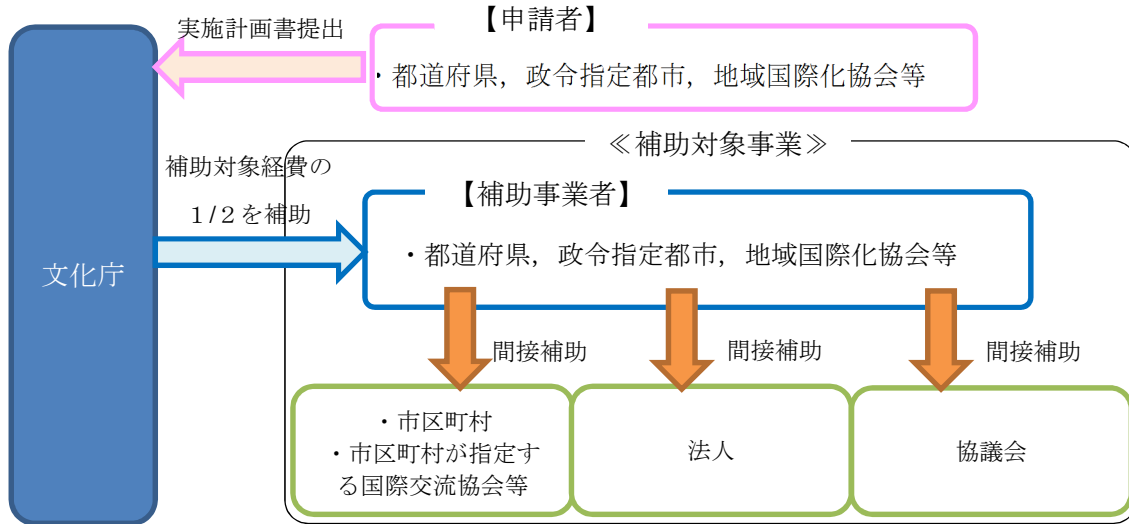 実施計画書提出
【申請者】
・都道府県，政令指定都市，地域国際化協会等
文化庁
補助対象経費の
１/２を補助
≪補助対象事業≫
【補助事業者】
・都道府県，政令指定都市，地域国際化協会等
間接補助
間接補助
間接補助
・市区町村
・市区町村が指定す
る国際交流協会等
法人
協議会